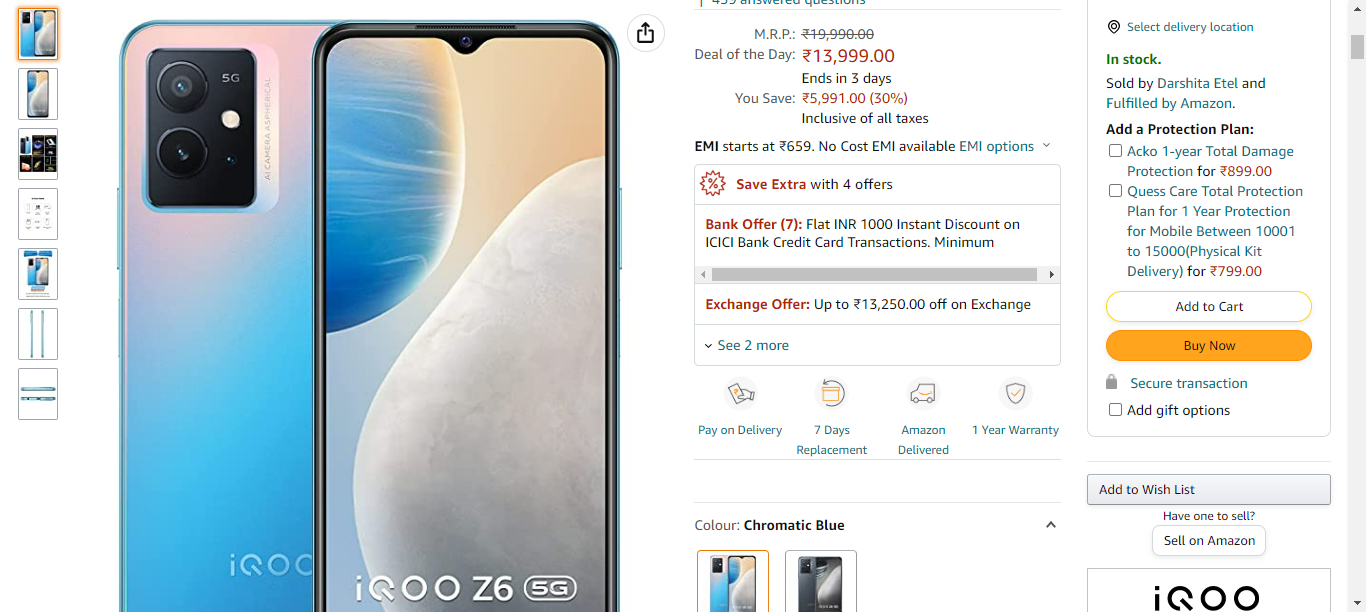 5G
AI CAMERA ASPHERICAL
iQOO
iQOO Z6 5G
459 answered questions
M.R.P.: ₹19,990.00
Deal of the Day: ₹13,999.00
Ends in 3 days
You Save: ₹5,991.00 (30%)
Inclusive of all taxes
EMI starts at ₹659. No Cost EMI available EMI options
Save Extra with 4 offers
Bank Offer (7): Flat INR 1000 Instant Discount on
ICICI Bank Credit Card Transactions. Minimum
Exchange Offer: Up to ₹13,250.00 off on Exchange
See 2 more
Pay on Delivery
7 Days
Replacement
Amazon
Delivered
1 Year Warranty
Colour: Chromatic Blue
Select delivery location
In stock.
Sold by Darshita Etel and
Fulfilled by Amazon.
Add a Protection Plan:
Acko 1-year Total Damage
Protection for ₹899.00
Quess Care Total Protection
Plan for 1 Year Protection
for Mobile Between 10001
to 15000(Physical Kit
Delivery) for ₹799.00
Add to Cart
Buy Now
Secure transaction
Add gift options
Add to Wish List
Have one to sell?
Sell on Amazon
iQOO